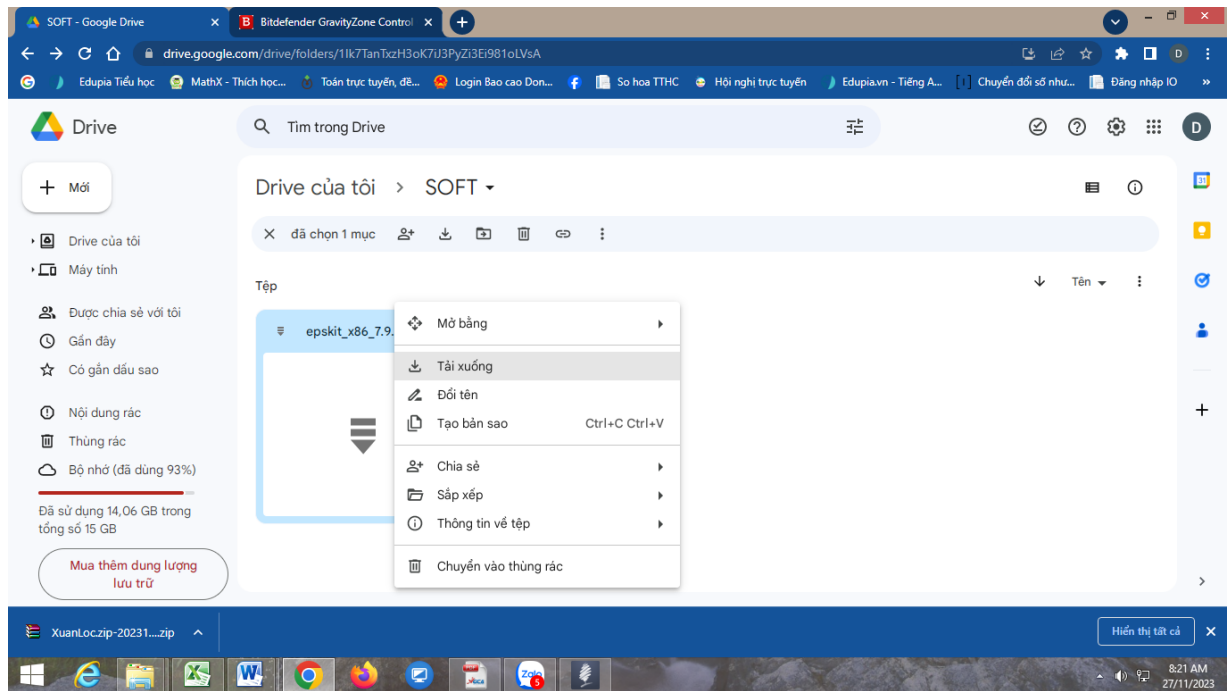 SOFT - Google Drive
Bitdefender GravityZone Control
drive.google.com/drive/folders/1Ik7TanTxzH3oK7iJ3PyZi3Ei981oLVsA
D
Edupia Tiểu học
MathX - Thích học...
Toán trực tuyến, đề...
Login Bao cao Don...
So hoa TTHC
Hội nghị trực tuyến
Edupia.vn - Tiếng A...
Chuyển đổi số như...
Đăng nhập IO
Drive
Tìm trong Drive
D
Mới
Drive của tôi > SOFT
31
đã chọn 1 mục
Drive của tôi
Máy tính
Tệp
Tên
Được chia sẻ với tôi
Gần đây
Có gắn dấu sao
Nội dung rác
Thùng rác
Bộ nhớ (đã dùng 93%)
Đã sử dụng 14,06 GB trong
tổng số 15 GB
Mua thêm dung lượng
lưu trữ
epskit_x86_7.9.
Mở bằng
Tải xuống
Đổi tên
Tạo bản sao Ctrl+C Ctrl+V
Chia sẻ
Sắp xếp
Thông tin về tệp
Chuyển vào thùng rác
XuanLoc.zip-20231....zip
Hiển thị tất cả
Zalo
5
8:21 AM
27/11/2023